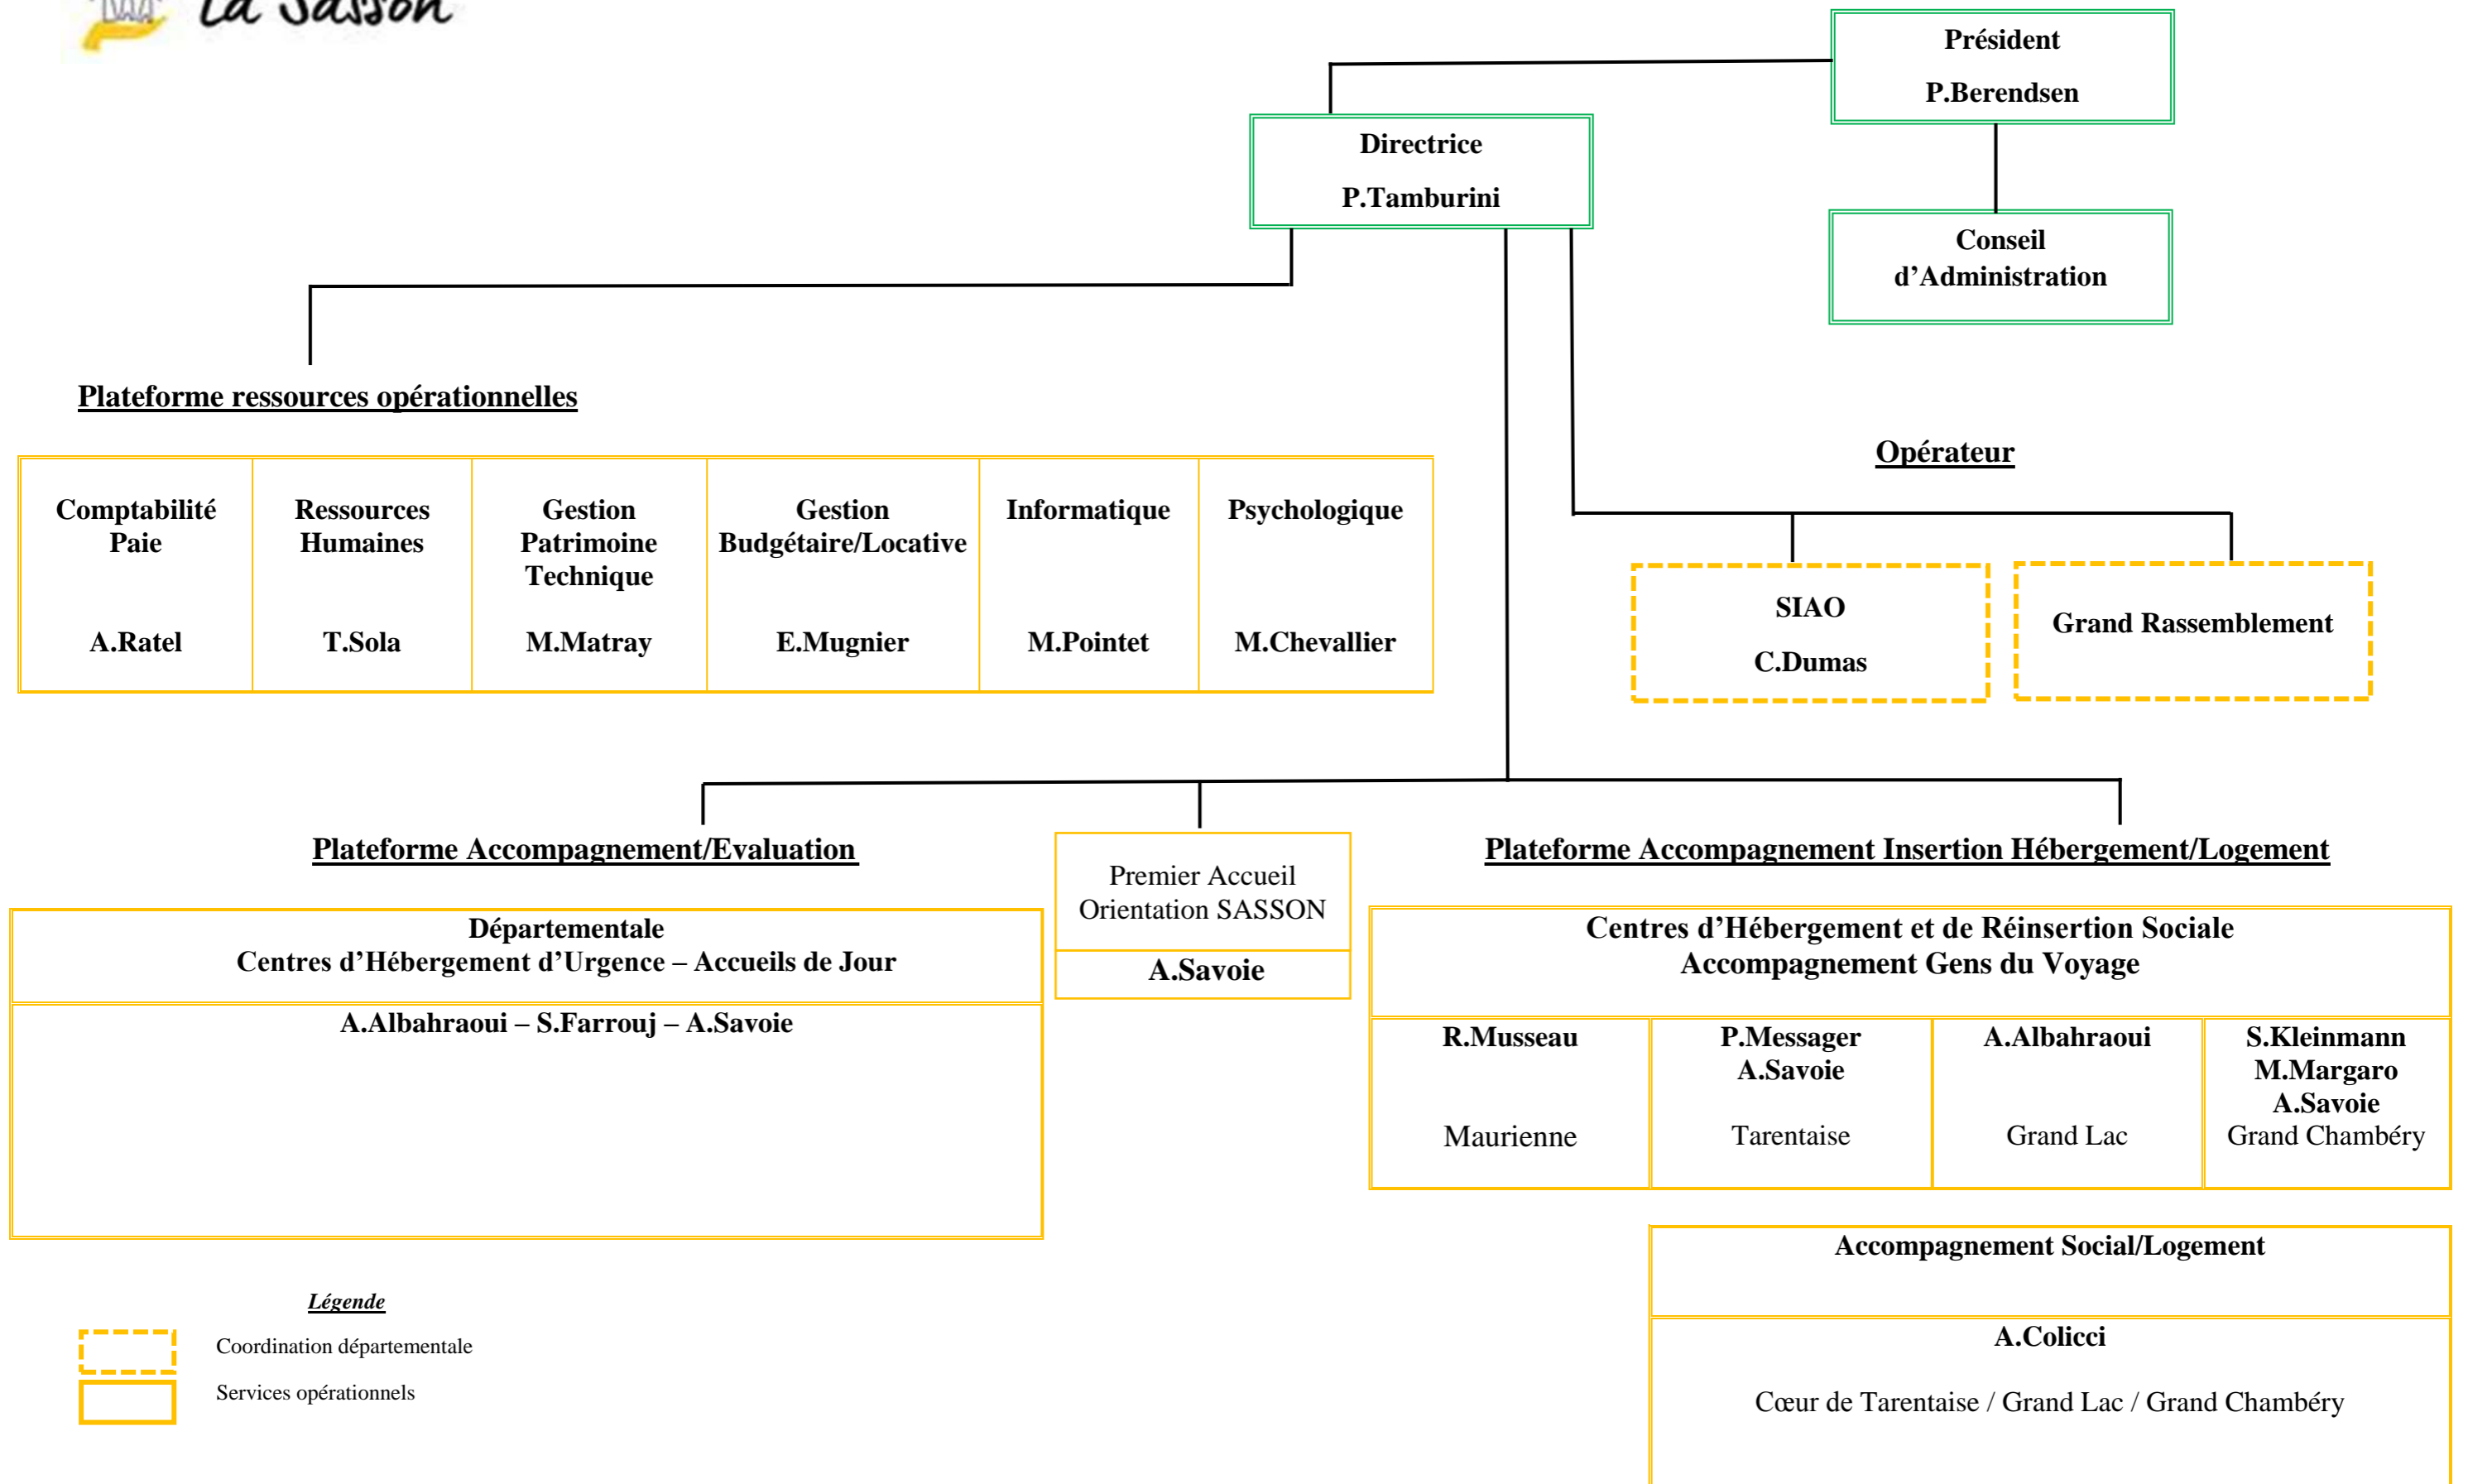 La Sasson
Président
P.Berendsen
Directrice
P.Tamburini
Conseil
d’Administration
Plateforme ressources opérationnelles
Comptabilité
Paie
A.Ratel
Ressources
Humaines
T.Sola
Gestion
Patrimoine
Technique
M.Matray
Gestion
Budgétaire/Locative
E.Mugnier
Informatique
M.Pointet
Psychologique
M.Chevallier
Opérateur
SIAO
C.Dumas
Grand Rassemblement
Plateforme Accompagnement/Evaluation
Départementale
Centres d’Hébergement d’Urgence – Accueils de Jour
A.Albahraoui – S.Farrouj – A.Savoie
Premier Accueil
Orientation SASSON
A.Savoie
Plateforme Accompagnement Insertion Hébergement/Logement
Centres d’Hébergement et de Réinsertion Sociale
Accompagnement Gens du Voyage
R.Musseau
Maurienne
P.Messager
A.Savoie
Tarentaise
A.Albahraoui
Grand Lac
S.Kleinmann
M.Margaro
A.Savoie
Grand Chambéry
Accompagnement Social/Logement
A.Colicci
Cœur de Tarentaise / Grand Lac / Grand Chambéry
Légende
Coordination départementale
Services opérationnels